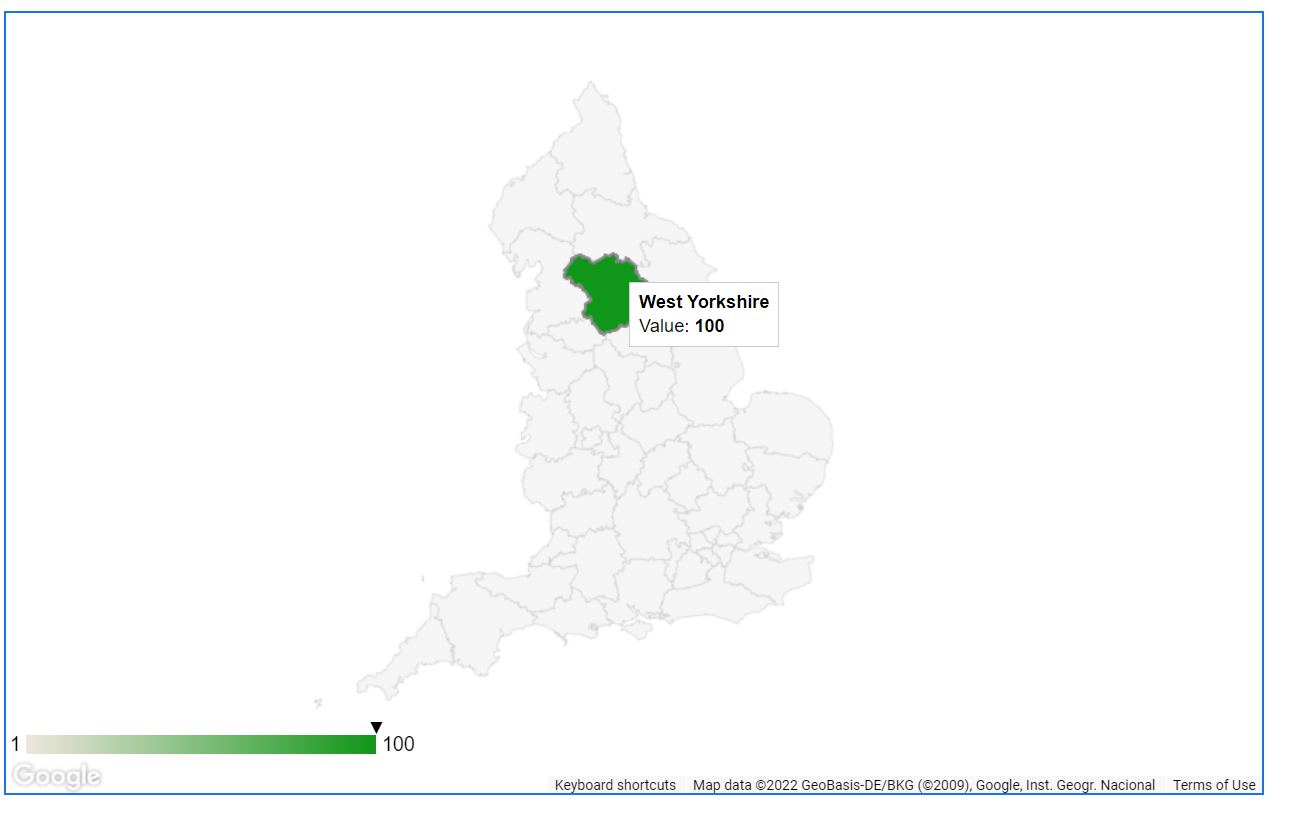 West Yorkshire
Value: 100
1 100
Google
Keyboard shortcuts Map data ©2022 GeoBasis-DE/BKG (©2009), Google, Inst. Geogr. Nacional Terms of Use